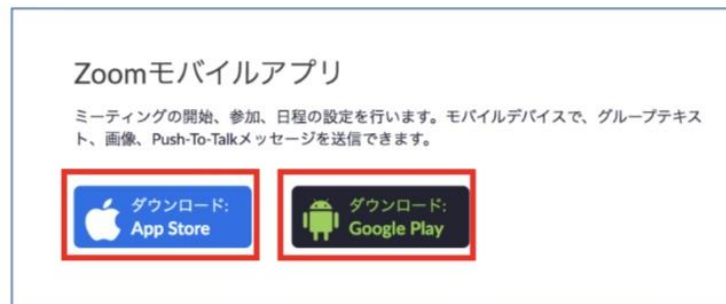 Zoomモバイルアプリ
ミーティングの開始、参加、日程の設定を行います。モバイルデバイスで、グループテキス
ト、画像、Push-To-Talkメッセージを送信できます。
ダウンロード:
App Store
ダウンロード:
Google Play